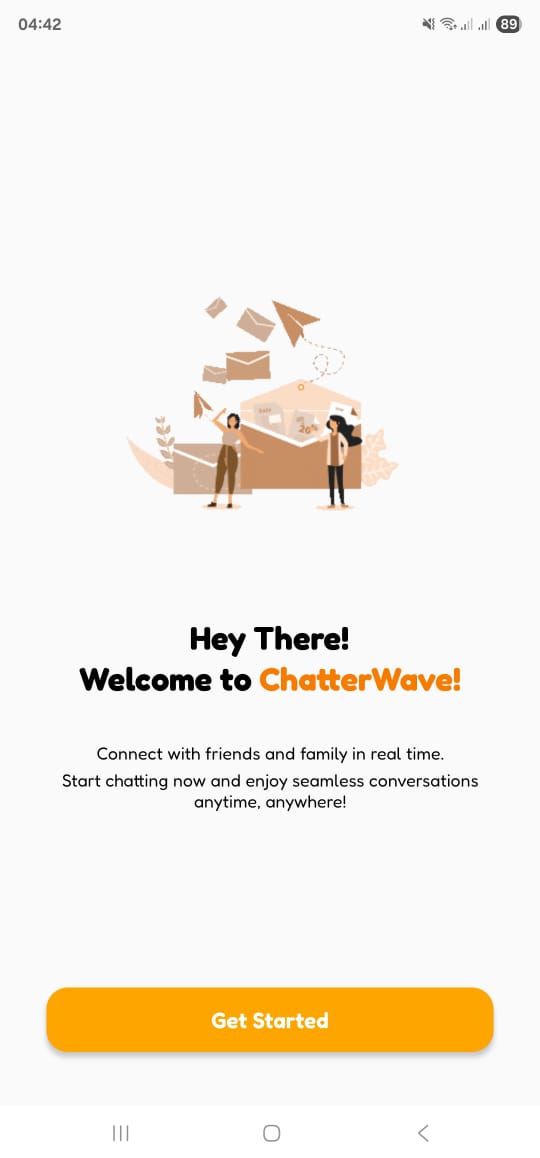 04:42
89
Hey There!
Welcome to ChatterWave!
Connect with friends and family in real time.
Start chatting now and enjoy seamless conversations
anytime, anywhere!
Get Started